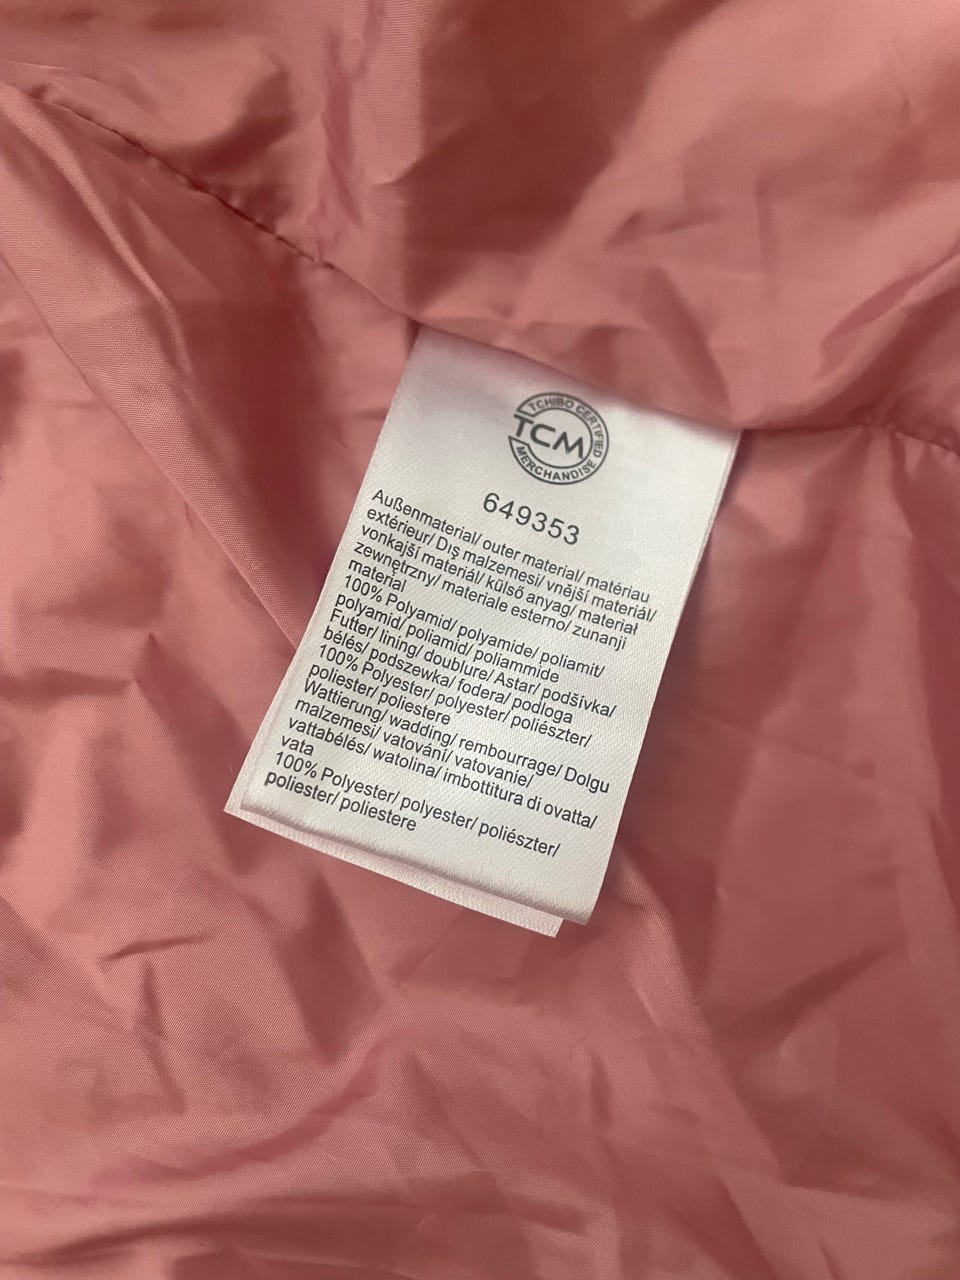 TCHIBO CERTIFIED
TCM
MERCHANDISE
649353
Außenmaterial/ outer material/ matériau
extérieur/ Dış malzemesi/ vnější materiál/
vonkajší materiál/ külső anyag/ materiał
zewnętrzny/ materiale esterno/ zunanji
material
100% Polyamid/ polyamide/ poliamit/
polyamid/ poliamid/ poliammide
Futter/ lining/ doublure/ Astar/ podšívka/
bélés/ podszewka/ fodera/ podloga
100% Polyester/ polyester/ poliészter/
poliester/ poliestere
Wattierung/ wadding/ rembourrage/ Dolgu
malzemesi/ vatování/ vatovanie/
vattabélés/ watolina/ imbottitura di ovatta/
vata
100% Polyester/ polyester/ poliészter/
poliester/ poliestere